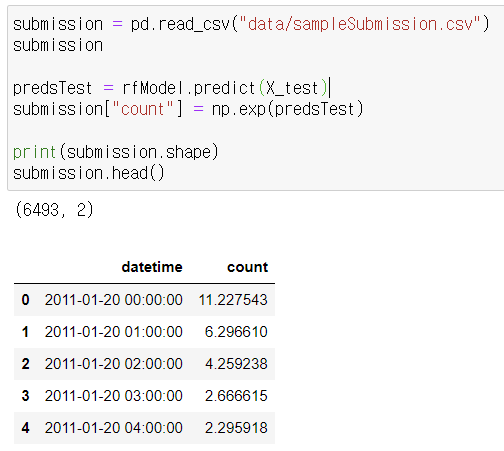 submission = pd.read_csv("data/sampleSubmission.csv")
submission
predsTest = rfModel.predict(X_test)
submission["count"] = np.exp(predsTest)
print(submission.shape)
submission.head()
(6493, 2)
datetime count
0 2011-01-20 00:00:00 11.227543
1 2011-01-20 01:00:00 6.296610
2 2011-01-20 02:00:00 4.259238
3 2011-01-20 03:00:00 2.666615
4 2011-01-20 04:00:00 2.295918